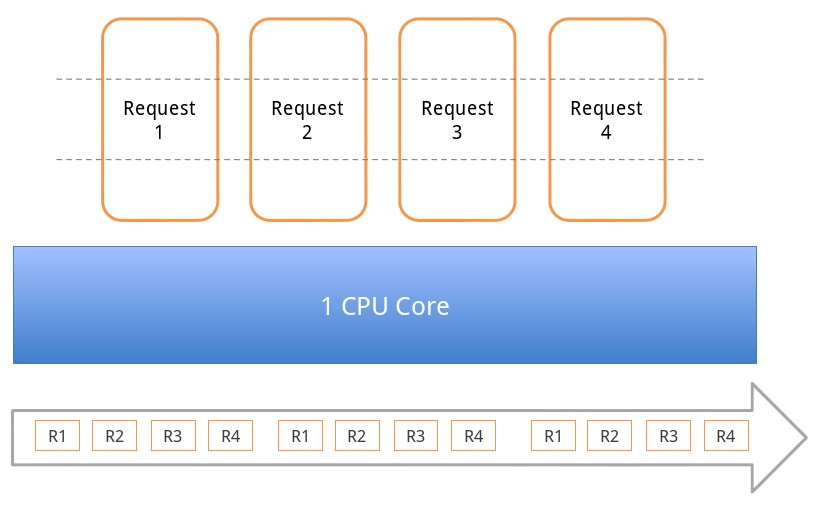 Request
1
Request
2
Request
3
Request
4
1 CPU Core
R1 R2 R3 R4 R1 R2 R3 R4 R1 R2 R3 R4